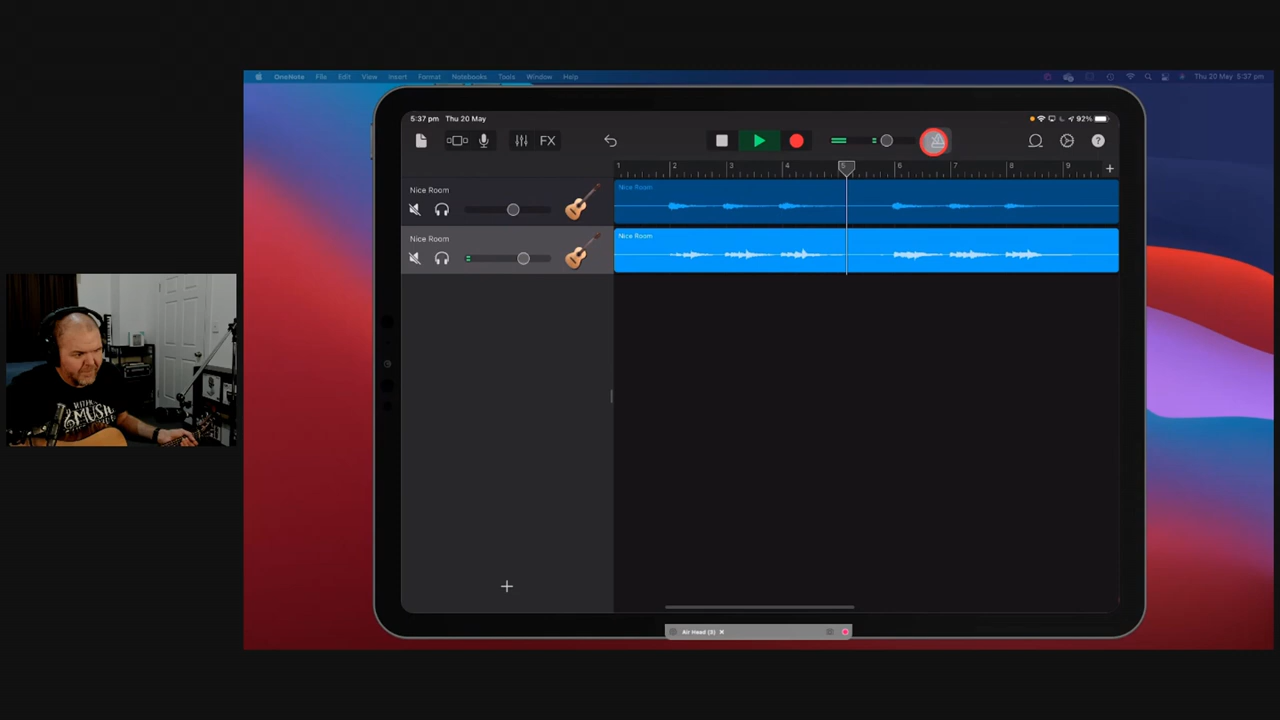 OneNote File Edit View Insert Format Notebooks Tools Window Help Thu 20 May 5:37 pm
5:37 pm Thu 20 May 92%
FX ?
1 2 3 4 5 6 7 8 9 +
Nice Room
Nice Room
Nice Room
Nice Room
MUSIC
+
Air Head (3) ×